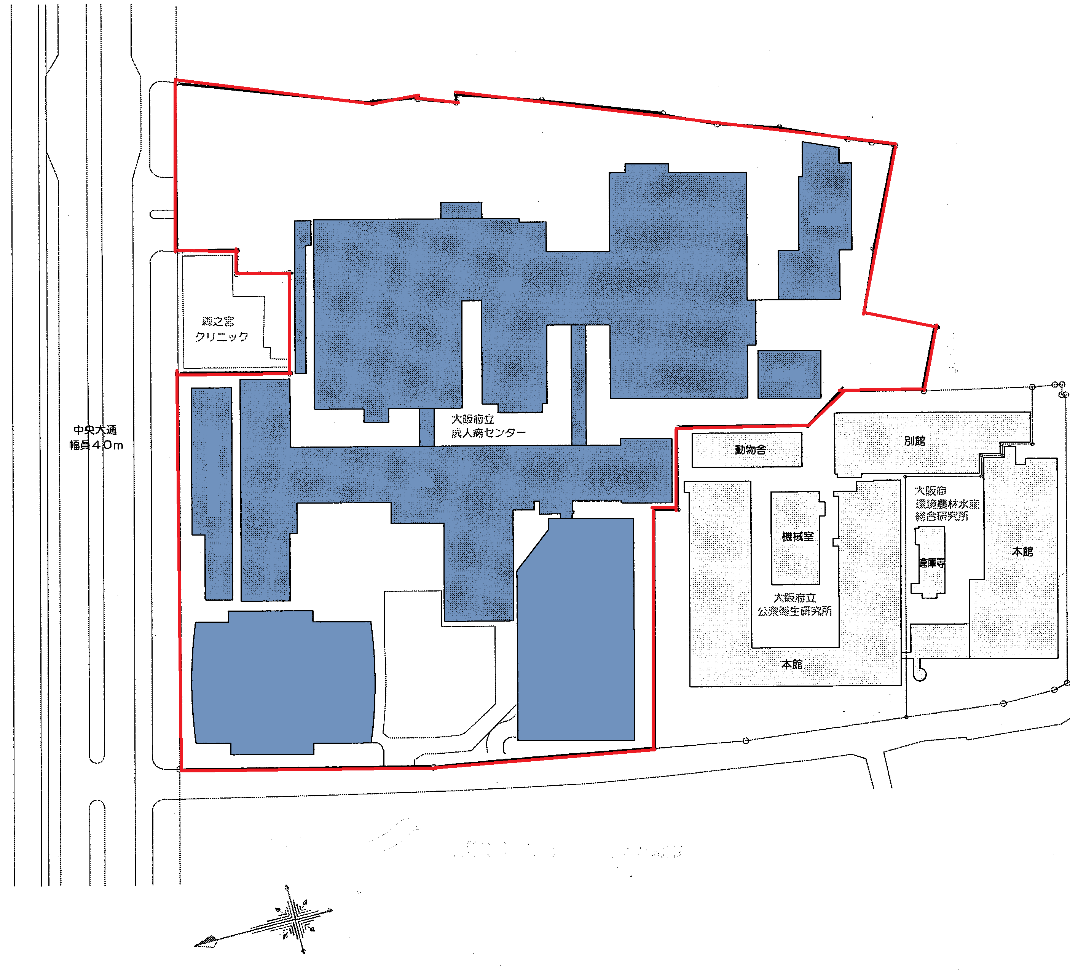 森之宮
クリニック
中央大通
幅員40m
大阪府立
成人病センター
動物舎
別館
機械室
大阪府立
公衆衛生研究所
本館
大阪府
環境農林水産
総合研究所
倉庫等
本館